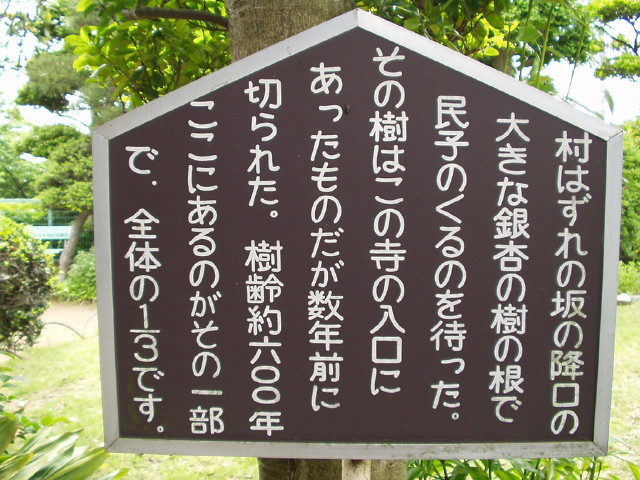 村はずれの坂の降口の
大きな銀杏の樹の根で
民子のくるのを待った。
その樹はこの寺の入口に
あったものだが数年前に
切られた。樹齢約六〇〇年
ここにあるのがその一部
で、全体の1/3です。